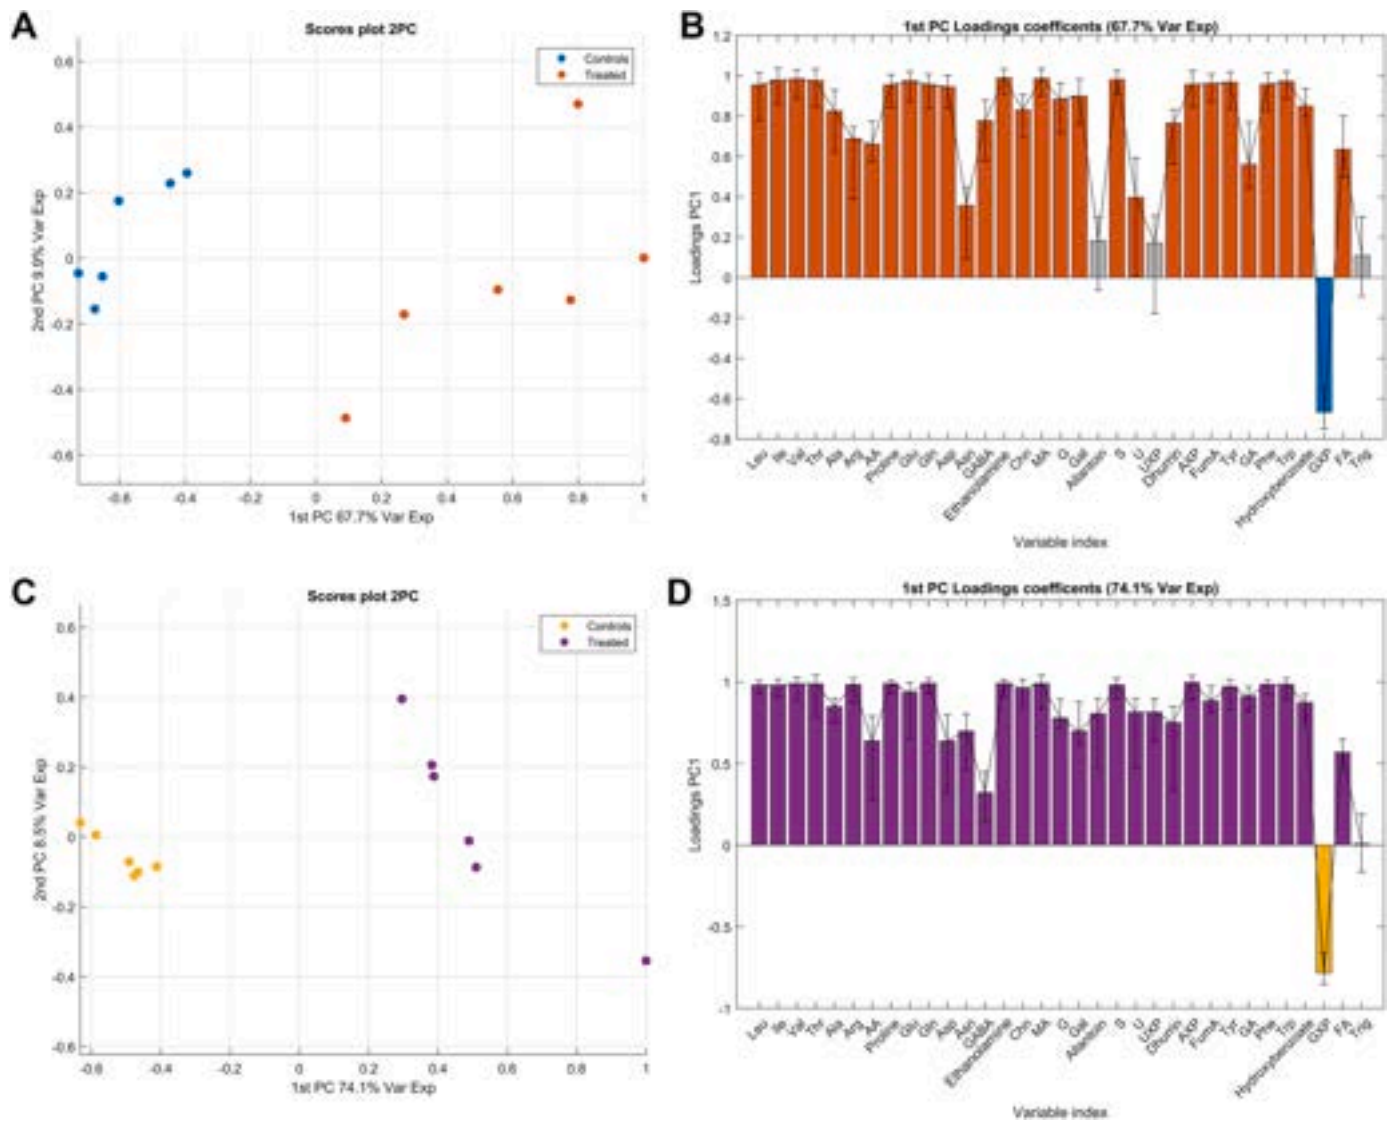 A
Scores plot 2PC
Controls
Treated
0.6
0.4
0.2
0
-0.2
-0.4
-0.6
2nd PC 9.9% Var Exp
-0.6
-0.4
-0.2
0
0.2
0.4
0.6
0.8
1
1st PC 67.7% Var Exp
B
1st PC Loadings coefficents (67.7% Var Exp)
1.2
1
0.8
0.6
0.4
0.2
0
-0.2
-0.4
-0.6
-0.8
Loadings PC1
Leu
Ile
Val
Thr
Ala
Arg
AA
Proline
Glu
Gln
Asp
Asn
GABA
Ethanolamine
Chn
MA
G
Gal
Allantoin
S
U
UXP
Dhurrin
AXP
FumA
Tyr
GA
Phe
Trp
Hydroxybenzoate
GXP
FA
Trig
Variable index
C
Scores plot 2PC
Controls
Treated
0.6
0.4
0.2
0
-0.2
-0.4
-0.6
2nd PC 8.5% Var Exp
-0.6
-0.4
-0.2
0
0.2
0.4
0.6
0.8
1
1st PC 74.1% Var Exp
D
1st PC Loadings coefficents (74.1% Var Exp)
1.5
1
0.5
0
-0.5
-1
Loadings PC1
Leu
Ile
Val
Thr
Ala
Arg
AA
Proline
Glu
Gln
Asp
Asn
GABA
Ethanolamine
Chn
MA
G
Gal
Allantoin
S
U
UXP
Dhurrin
AXP
FumA
Tyr
GA
Phe
Trp
Hydroxybenzoate
GXP
FA
Trig
Variable index